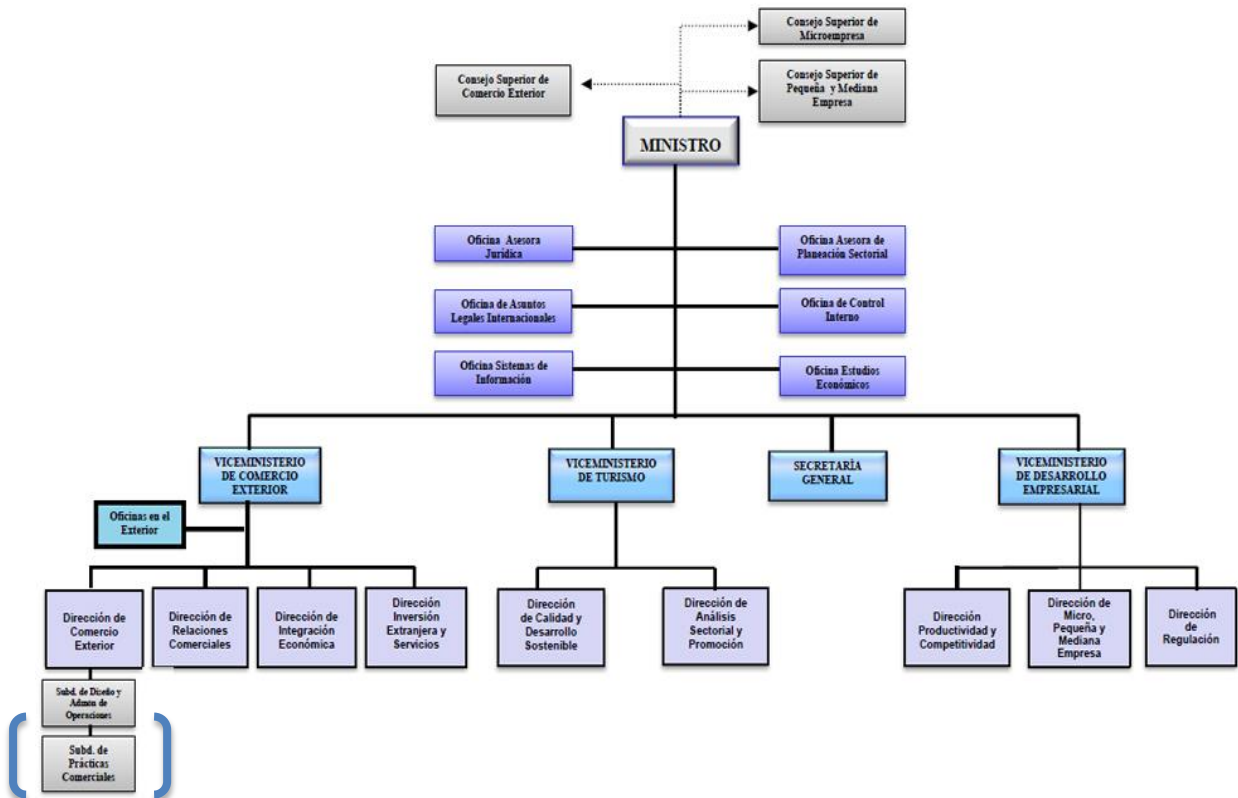 Consejo Superior de
Microempresa
Consejo Superior de
Comercio Exterior
Consejo Superior de
Pequeña y Mediana
Empresa
MINISTRO
Oficina Asesora
Jurídica
Oficina Asesora de
Planeación Sectorial
Oficina de Asuntos
Legales Internacionales
Oficina de Control
Interno
Oficina Sistemas de
Información
Oficina Estudios
Económicos
VICEMINISTERIO
DE COMERCIO
EXTERIOR
VICEMINISTERIO
DE TURISMO
SECRETARÌA
GENERAL
VICEMINISTERIO
DE DESARROLLO
EMPRESARIAL
Oficinas en el
Exterior
Dirección de
Comercio
Exterior
Dirección de
Relaciones
Comerciales
Dirección de
Integración
Económica
Dirección
Inversión
Extranjera y
Servicios
Dirección
de Calidad y
Desarrollo
Sostenible
Dirección de
Análisis
Sectorial y
Promoción
Dirección
Productividad y
Competitividad
Dirección de
Micro,
Pequeña y
Mediana
Empresa
Dirección
de
Regulación
Subd. de Diseño y
Admón de
Operaciones
Subd. de
Prácticas
Comerciales